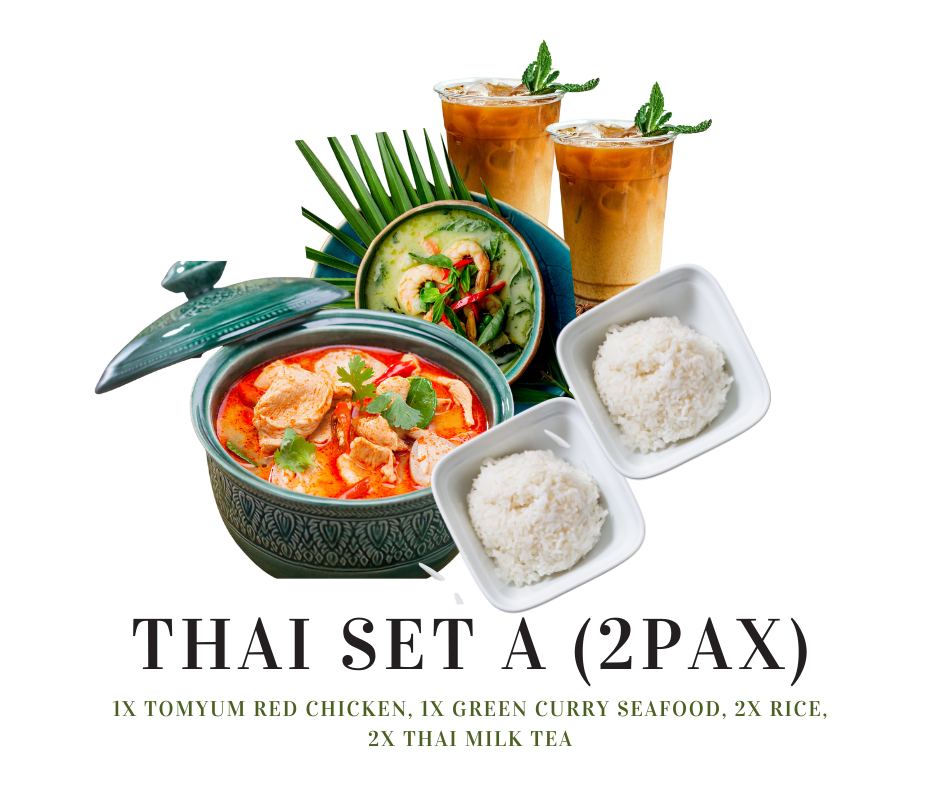 THAI SET A (2PAX)
1X TOMYUM RED CHICKEN, 1X GREEN CURRY SEAFOOD, 2X RICE,
2X THAI MILK TEA